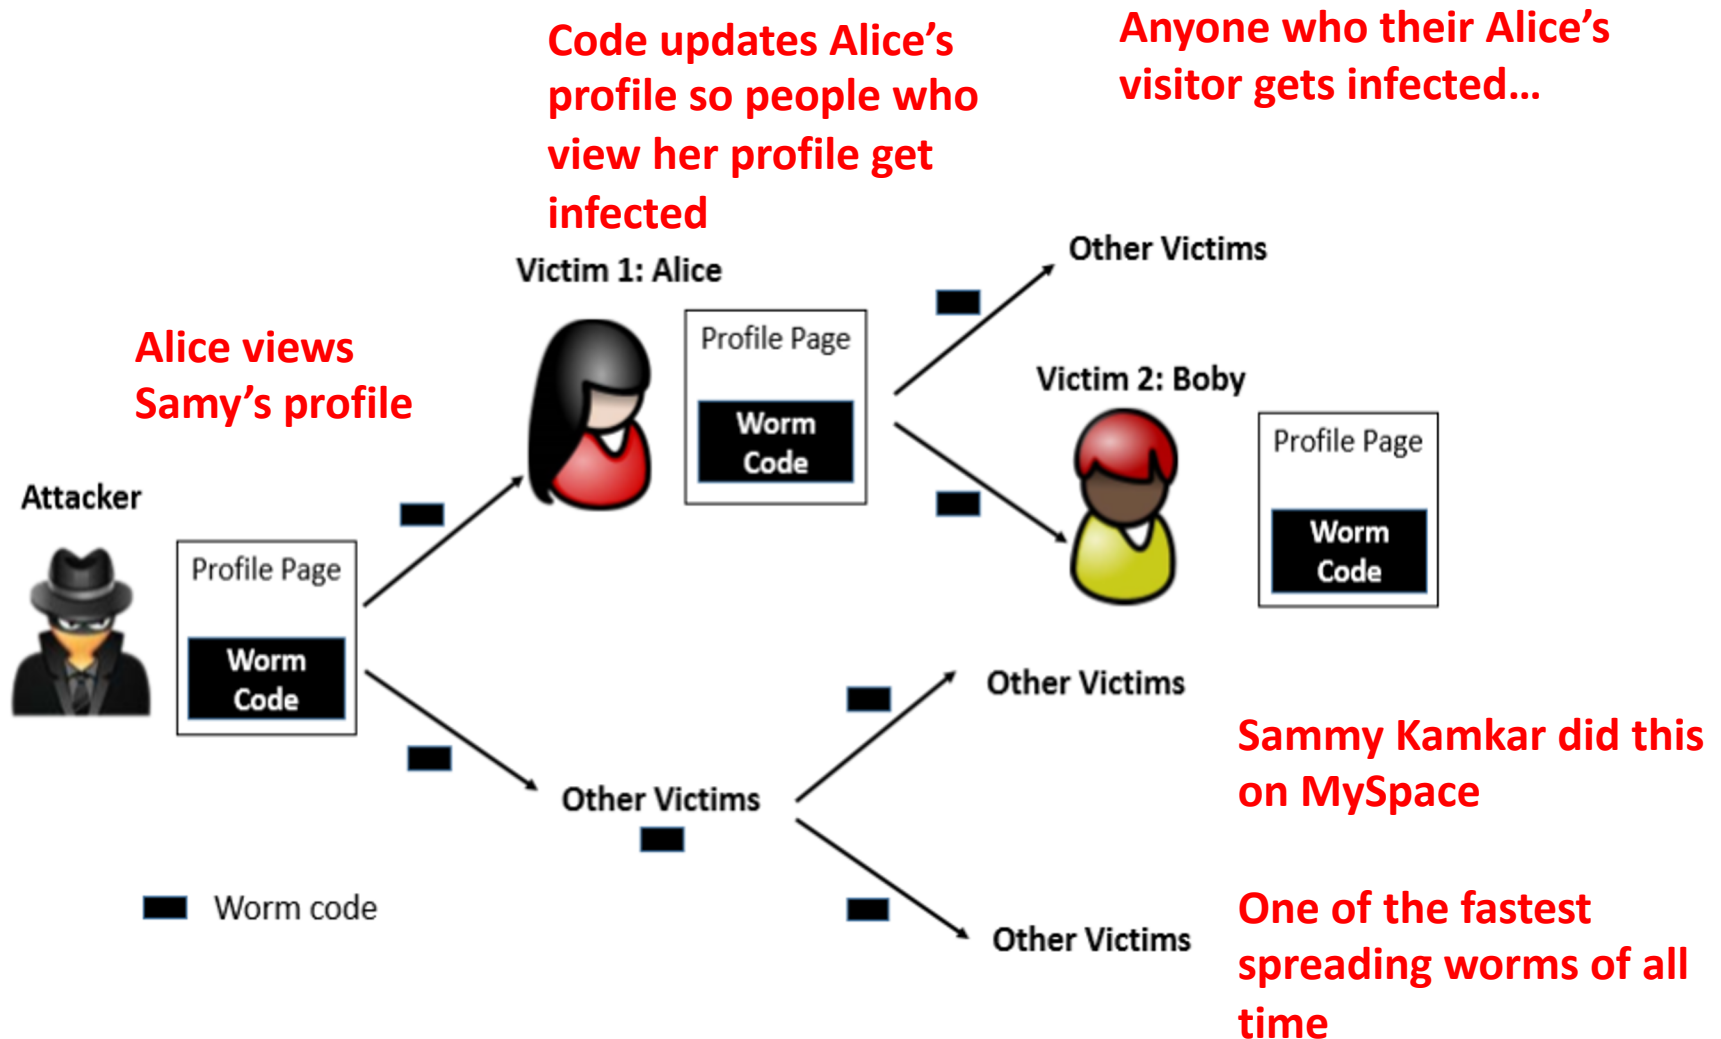 Code updates Alice’s
profile so people who
view her profile get
infected
Anyone who their Alice’s
visitor gets infected…
Other Victims
Victim 1: Alice
Profile Page
Worm
Code
Alice views
Samy’s profile
Victim 2: Boby
Profile Page
Worm
Code
Attacker
Profile Page
Worm
Code
Other Victims
Sammy Kamkar did this
on MySpace
Other Victims
Worm code
Other Victims
One of the fastest
spreading worms of all
time